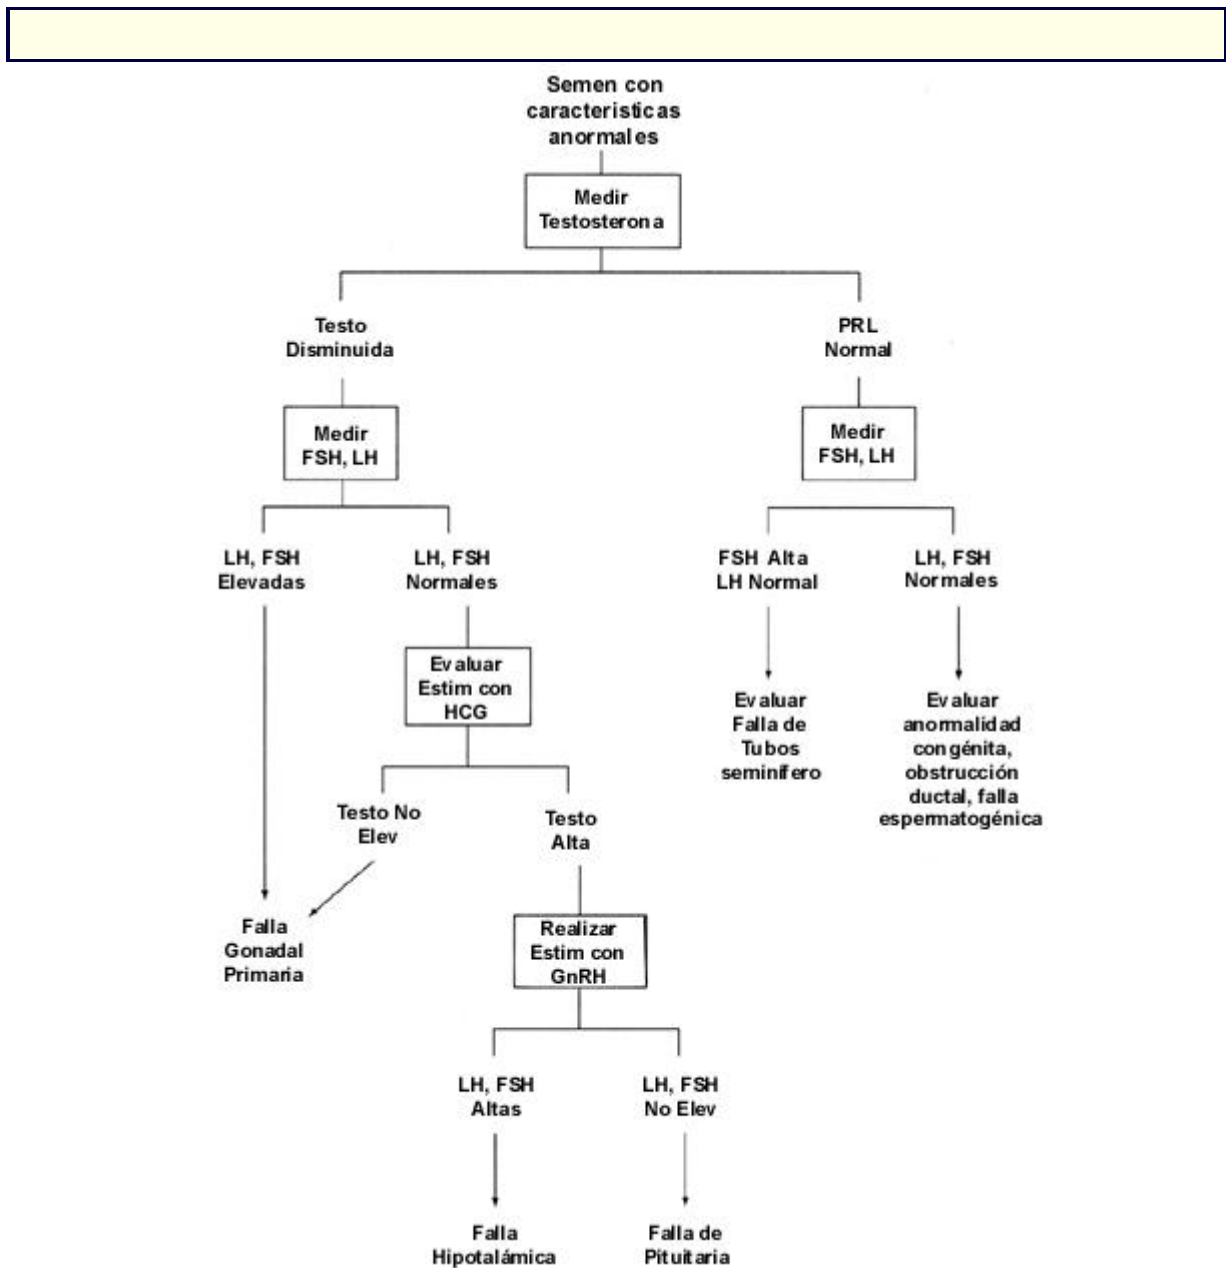 Semen con
caracteristicas
anormales
Medir
Testosterona
Testo
Disminuida
PRL
Normal
Medir
FSH, LH
Medir
FSH, LH
LH, FSH
Elevadas
LH, FSH
Normales
FSH Alta
LH Normal
LH, FSH
Normales
Evaluar
Estim con
HCG
Evaluar
Falla de
Tubos
seminífero
Evaluar
anormalidad
congénita,
obstrucción
ductal, falla
espermatogénica
Testo No
Elev
Testo
Alta
Falla
Gonadal
Primaria
Realizar
Estim con
GnRH
LH, FSH
Altas
LH, FSH
No Elev
Falla
Hipotalámica
Falla de
Pituitaria